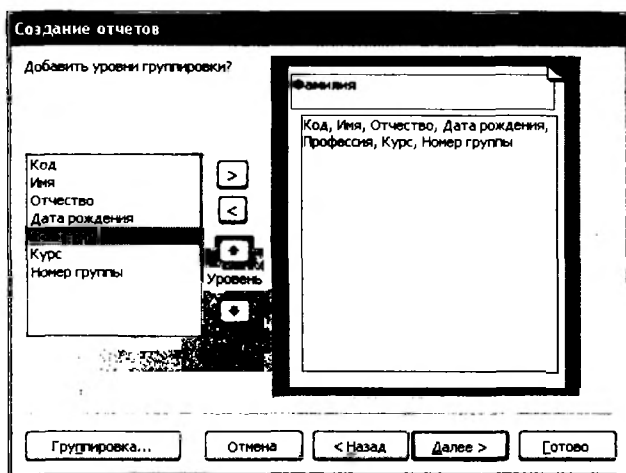 Создание отчетов
Добавить уровни группировки?
Фамилия
Код, Имя, Отчество, Дата рождения,
Профессия, Курс, Номер группы
Код
Имя
Отчество
Дата рождения
Курс
Номер группы
>
<
Уровень
Группировка...
Отмена
< Назад
Далее >
Готово